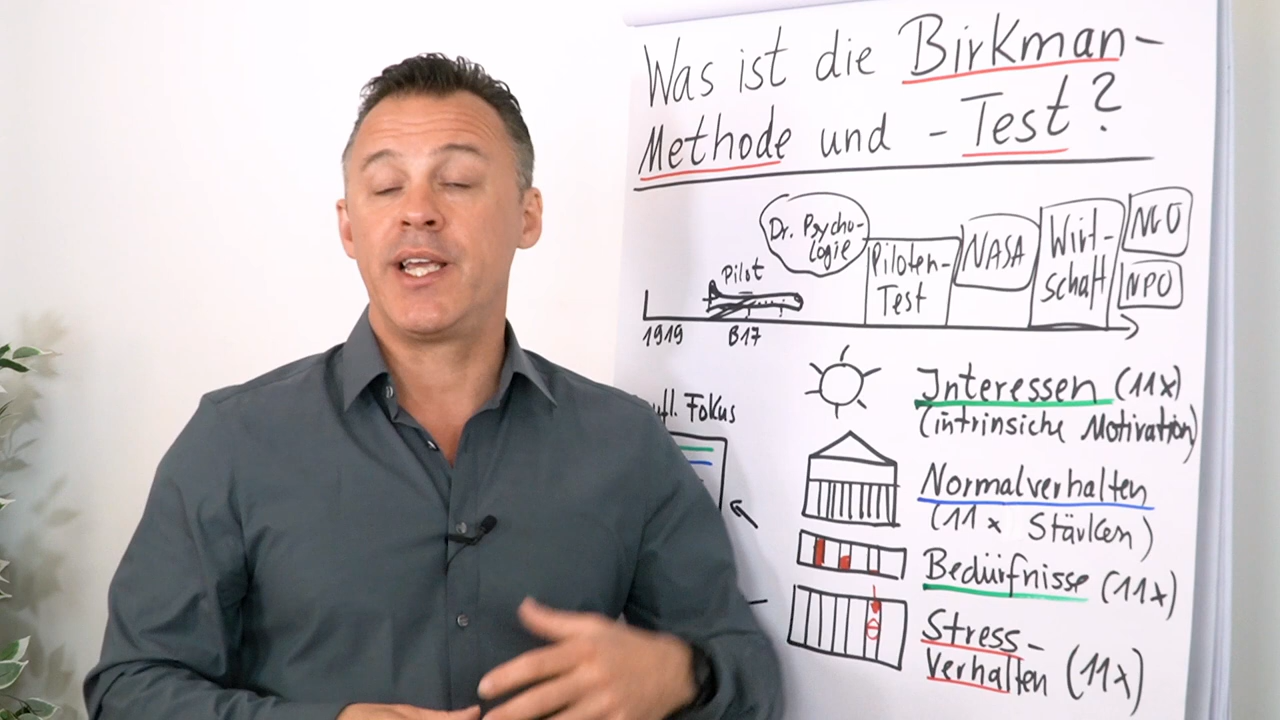 Was ist die Birkman-
Methode und -Test?
Dr. Psycho-
logie
Pilot
Piloten-
Test
NASA
Wirt-
schaft
NGO
NPO
1919
B17
Fokus
Interessen (11x)
(intrinsiche Motivation)
Normalverhalten
(11x Stärken)
Bedürfnisse (11x)
Stress-
verhalten (11x)